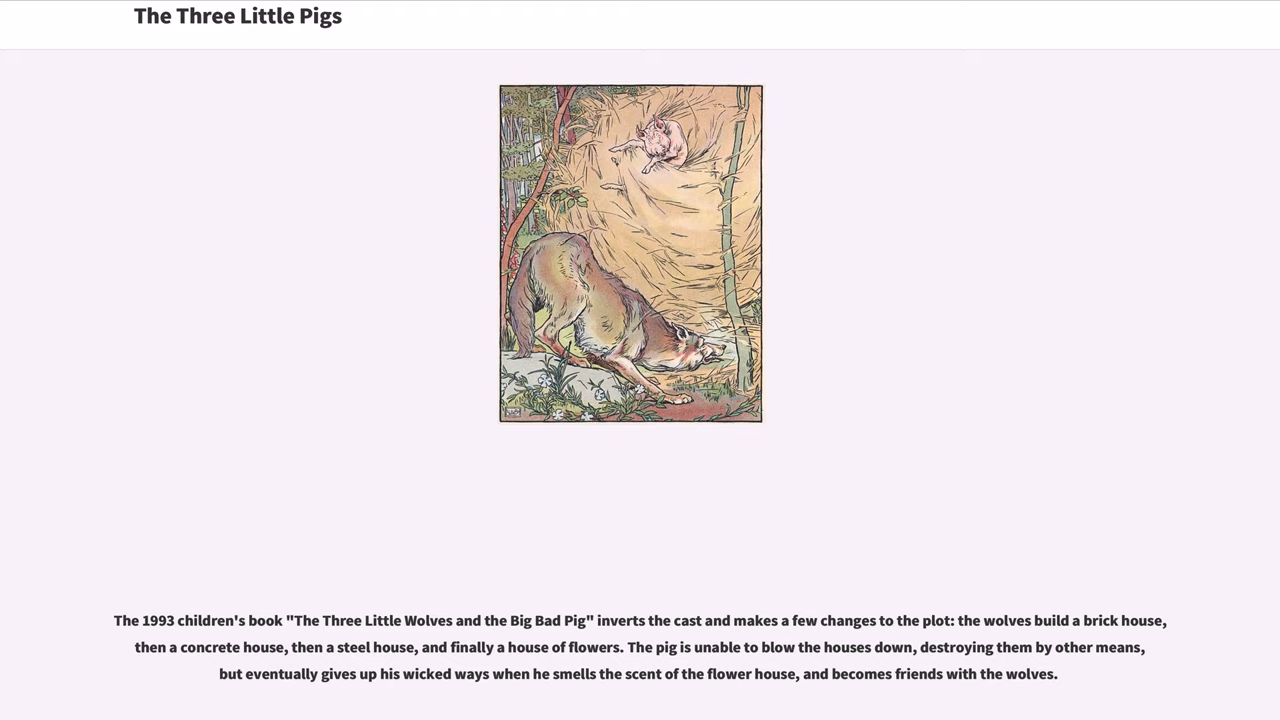 The Three Little Pigs
The 1993 children's book "The Three Little Wolves and the Big Bad Pig" inverts the cast and makes a few changes to the plot: the wolves build a brick house,
then a concrete house, then a steel house, and finally a house of flowers. The pig is unable to blow the houses down, destroying them by other means,
but eventually gives up his wicked ways when he smells the scent of the flower house, and becomes friends with the wolves.